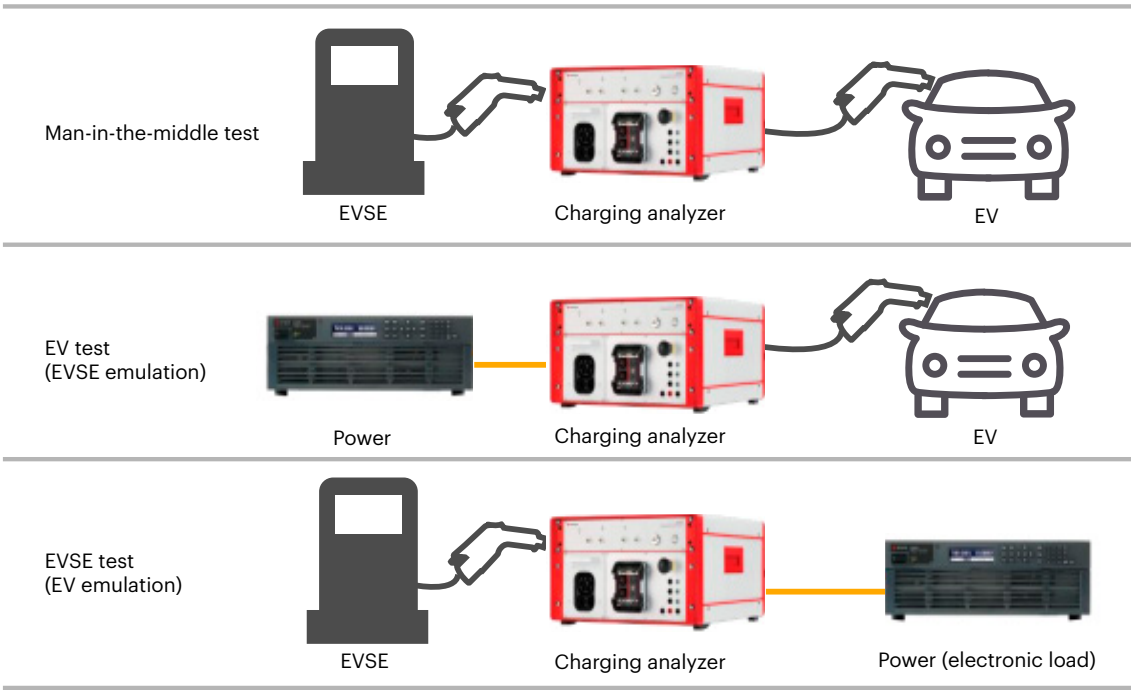 Man-in-the-middle test
EVSE
Charging analyzer
EV
EV test
(EVSE emulation)
Power
Charging analyzer
EV
EVSE test
(EV emulation)
EVSE
Charging analyzer
Power (electronic load)